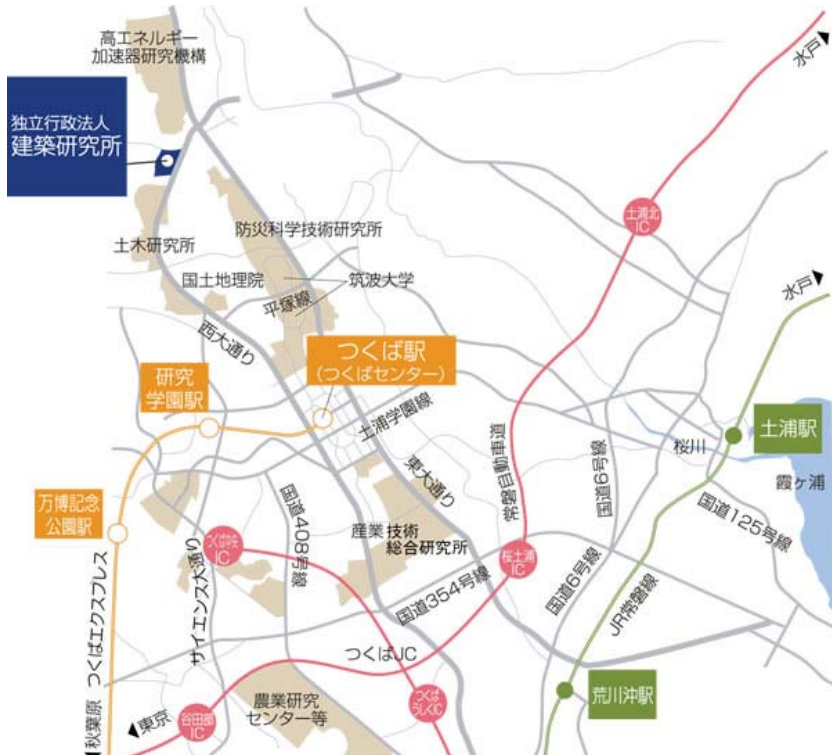 高エネルギー
加速器研究機構
水戸
独立行政法人
建築研究所
土浦北
IC
防災科学技術研究所
土木研究所
国土地理院
筑波大学
水戸
平塚線
西大通り
つくば駅
(つくばセンター)
研究
学園駅
土浦学園線
土浦駅
桜川
常磐自動車道
国道9号線
東大通り
霞ヶ浦
万博記念
公園駅
国道408号線
産業技術
総合研究所
国道125号線
つくば中央
IC
サイエンス大通り
桜土浦
IC
国道6号線
国道354号線
JR常磐線
つくばエクスプレス
つくばJC
荒川沖駅
農業研究
センター等
つくば
うしくIC
谷田部
IC
東京
秋葉原